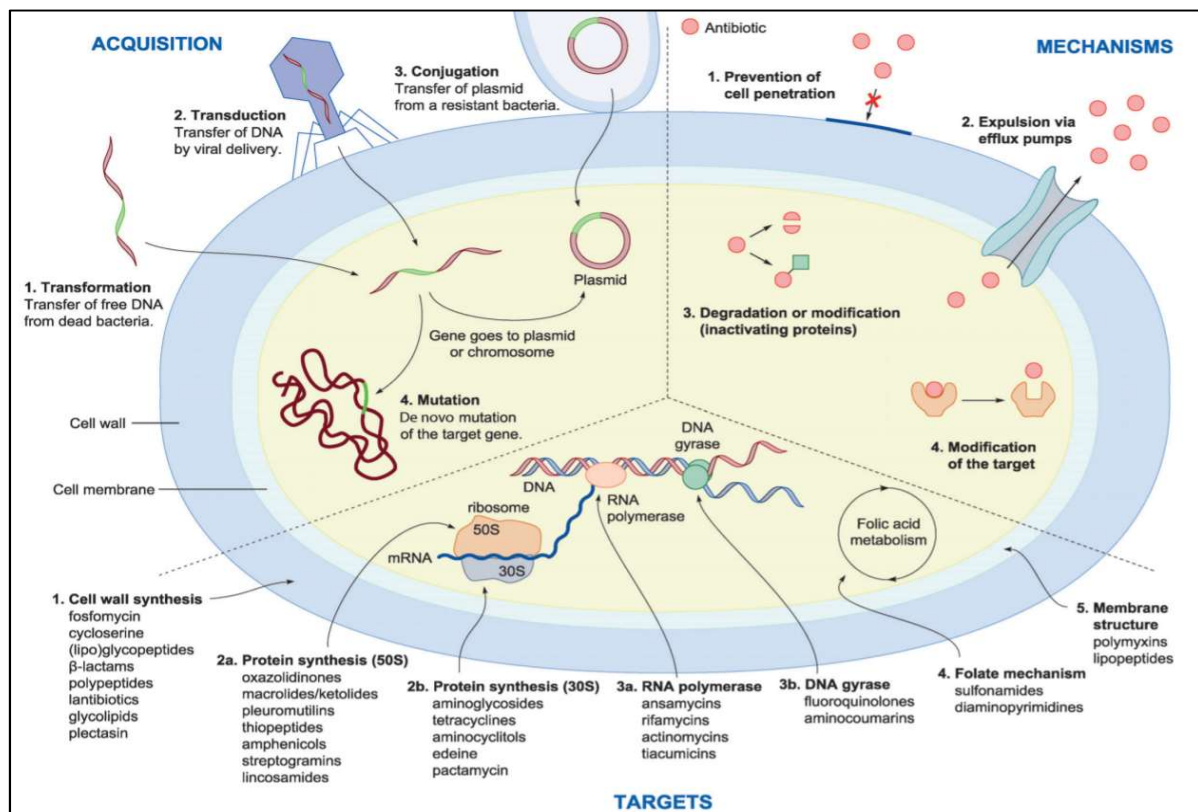 ACQUISITION
2. Transduction
Transfer of DNA
by viral delivery.
3. Conjugation
Transfer of plasmid
from a resistant bacteria.
1. Transformation
Transfer of free DNA
from dead bacteria.
Plasmid
Gene goes to plasmid
or chromosome
4. Mutation
De novo mutation
of the target gene.
Cell wall
Cell membrane
Antibiotic
MECHANISMS
1. Prevention of
cell penetration
2. Expulsion via
efflux pumps
3. Degradation or modification
(inactivating proteins)
4. Modification
of the target
DNA
gyrase
DNA
RNA
polymerase
ribosome
50S
mRNA
30S
Folic acid
metabolism
1. Cell wall synthesis
fosfomycin
cycloserine
(lipo)glycopeptides
β-lactams
polypeptides
lantibiotics
glycolipids
plectasin
2a. Protein synthesis (50S)
oxazolidinones
macrolides/ketolides
pleuromutilins
thiopeptides
amphenicols
streptogramins
lincosamides
2b. Protein synthesis (30S)
aminoglycosides
tetracyclines
aminocyclitols
edeine
pactamycin
3a. RNA polymerase
ansamycins
rifamycins
actinomycins
tiacumicins
3b. DNA gyrase
fluoroquinolones
aminocoumarins
4. Folate mechanism
sulfonamides
diaminopyrimidines
5. Membrane
structure
polymyxins
lipopeptides
TARGETS